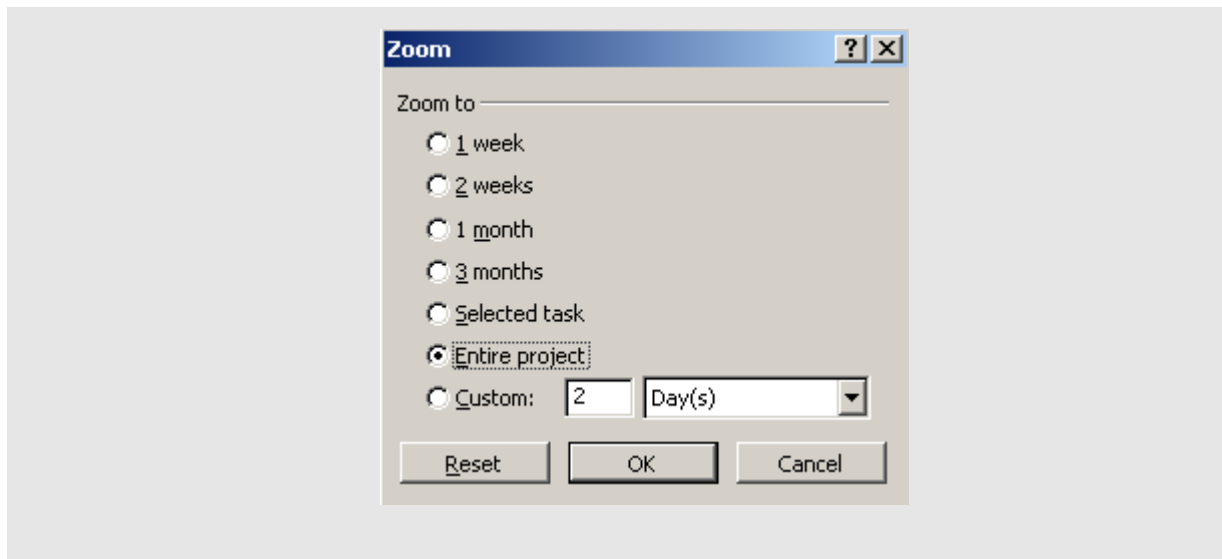 Zoom
Zoom to
1 week
2 weeks
1 month
3 months
Selected task
Entire project
Custom: 2 Day(s)
Reset OK Cancel